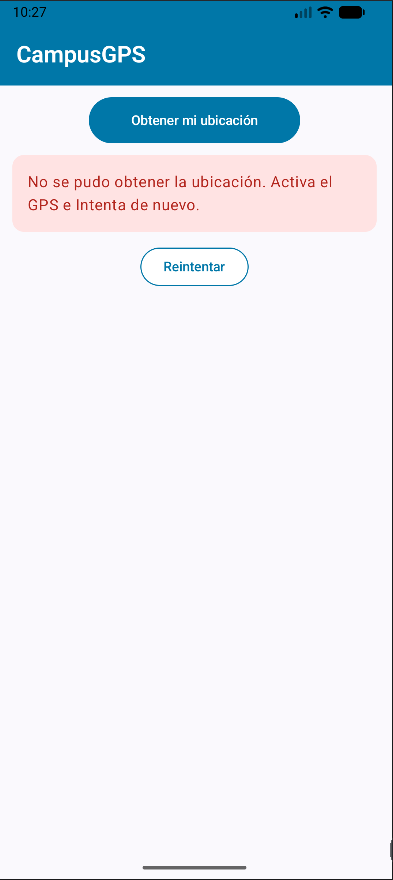 10:27
CampusGPS
Obtener mi ubicación
No se pudo obtener la ubicación. Activa el
GPS e Intenta de nuevo.
Reintentar